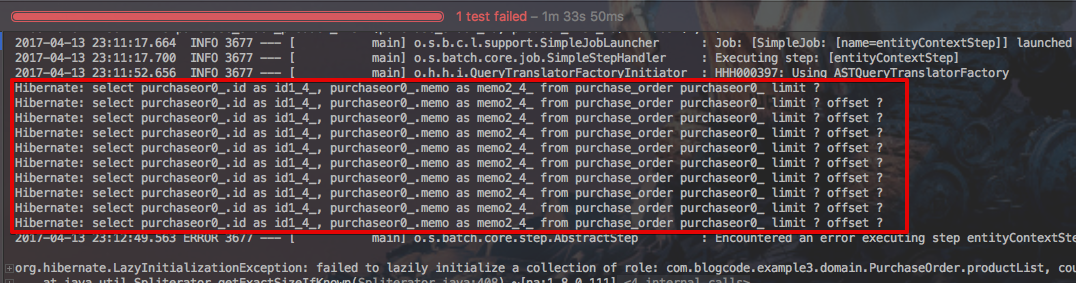 1 test failed – 1m 33s 50ms
2017-04-13 23:11:17.664 INFO 3677 --- [ main] o.s.b.c.l.support.SimpleJobLauncher : Job: [SimpleJob: [name=entityContextStep]] launched
2017-04-13 23:11:17.700 INFO 3677 --- [ main] o.s.batch.core.job.SimpleStepHandler : Executing step: [entityContextStep]
2017-04-13 23:11:52.656 INFO 3677 --- [ main] o.h.h.i.QueryTranslatorFactoryInitiator : HHH000397: Using ASTQueryTranslatorFactory
Hibernate: select purchaseor0_.id as id1_4_, purchaseor0_.memo as memo2_4_ from purchase_order purchaseor0_ limit ?
Hibernate: select purchaseor0_.id as id1_4_, purchaseor0_.memo as memo2_4_ from purchase_order purchaseor0_ limit ? offset ?
Hibernate: select purchaseor0_.id as id1_4_, purchaseor0_.memo as memo2_4_ from purchase_order purchaseor0_ limit ? offset ?
Hibernate: select purchaseor0_.id as id1_4_, purchaseor0_.memo as memo2_4_ from purchase_order purchaseor0_ limit ? offset ?
Hibernate: select purchaseor0_.id as id1_4_, purchaseor0_.memo as memo2_4_ from purchase_order purchaseor0_ limit ? offset ?
Hibernate: select purchaseor0_.id as id1_4_, purchaseor0_.memo as memo2_4_ from purchase_order purchaseor0_ limit ? offset ?
Hibernate: select purchaseor0_.id as id1_4_, purchaseor0_.memo as memo2_4_ from purchase_order purchaseor0_ limit ? offset ?
Hibernate: select purchaseor0_.id as id1_4_, purchaseor0_.memo as memo2_4_ from purchase_order purchaseor0_ limit ? offset ?
Hibernate: select purchaseor0_.id as id1_4_, purchaseor0_.memo as memo2_4_ from purchase_order purchaseor0_ limit ? offset ?
Hibernate: select purchaseor0_.id as id1_4_, purchaseor0_.memo as memo2_4_ from purchase_order purchaseor0_ limit ? offset ?
2017-04-13 23:12:49.563 ERROR 3677 --- [ main] o.s.batch.core.step.AbstractStep : Encountered an error executing step entityContextSte
org.hibernate.LazyInitializationException: failed to lazily initialize a collection of role: com.blogcode.example3.domain.PurchaseOrder.productList, cou
at java.util.Spliterator.getExactSizeIfKnown(Spliterator.java:408) ~[na:1.8.0_111] <4 internal calls>